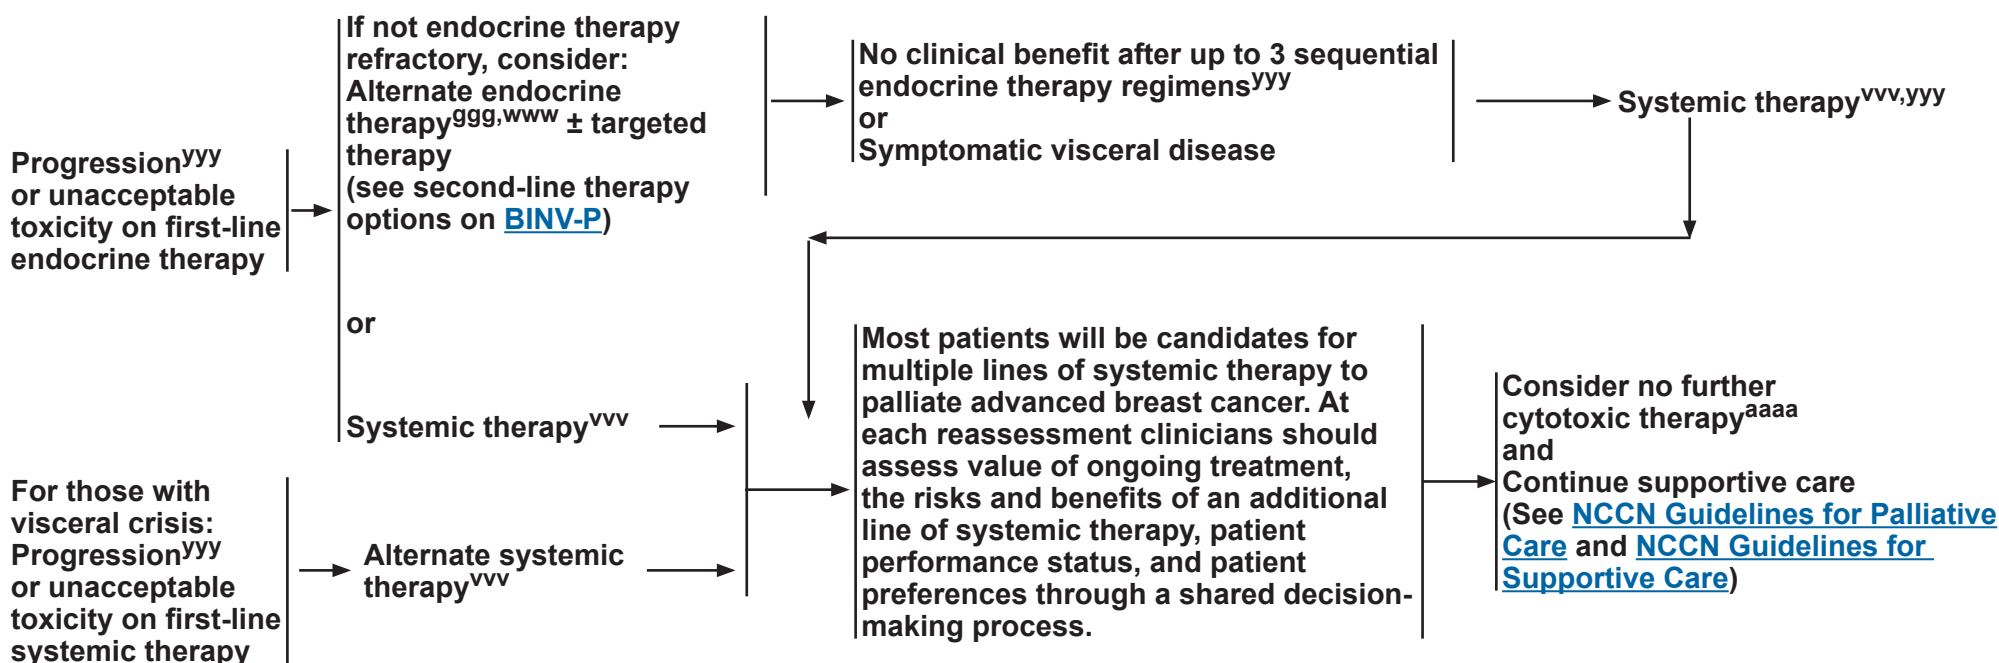 Progressionyyy
or unacceptable
toxicity on first-line
endocrine therapy
If not endocrine therapy
refractory, consider:
Alternate endocrine
therapyggg,www ± targeted
therapy
(see second-line therapy
options on BINV-P)
or
Systemic therapyvvv
No clinical benefit after up to 3 sequential
endocrine therapy regimensyyy
or
Symptomatic visceral disease
Systemic therapyvvv,yyy
For those with
visceral crisis:
Progressionyyy
or unacceptable
toxicity on first-line
systemic therapy
Alternate systemic
therapyvvv
Most patients will be candidates for
multiple lines of systemic therapy to
palliate advanced breast cancer. At
each reassessment clinicians should
assess value of ongoing treatment,
the risks and benefits of an additional
line of systemic therapy, patient
performance status, and patient
preferences through a shared decision-
making process.
Consider no further
cytotoxic therapyaaaa
and
Continue supportive care
(See NCCN Guidelines for Palliative
Care and NCCN Guidelines for
Supportive Care)